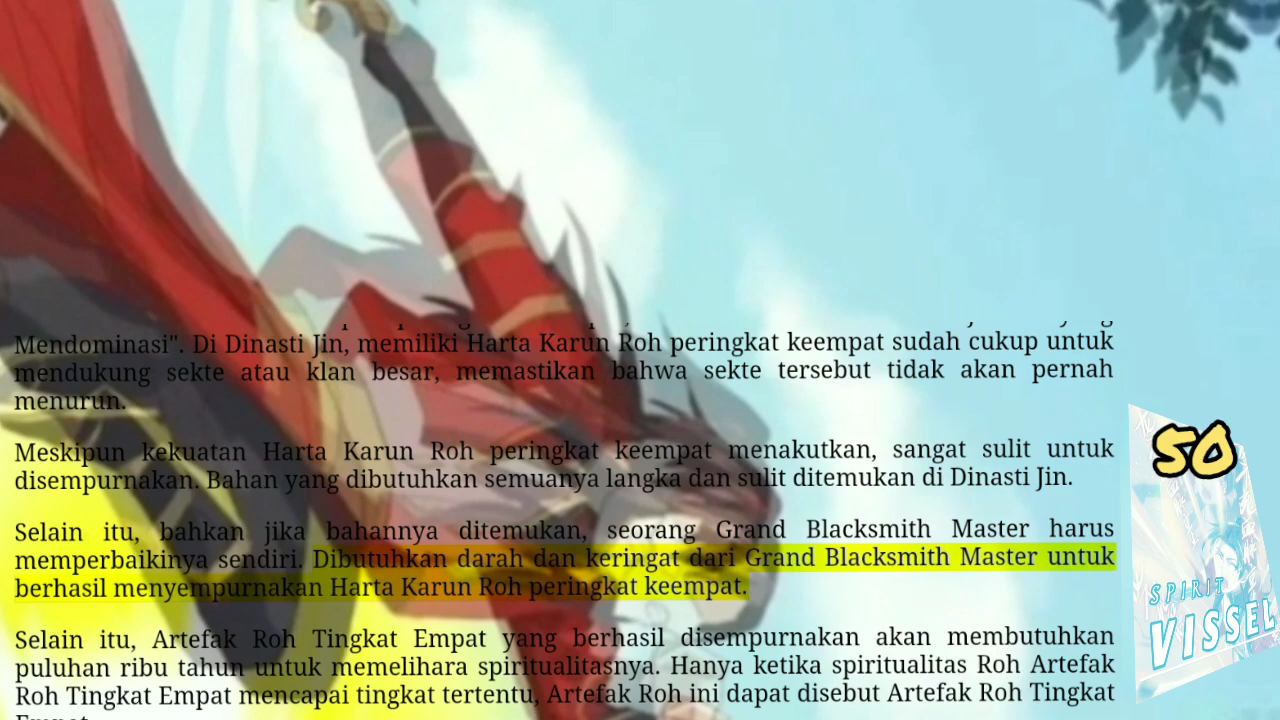 Mendominasi". Di Dinasti Jin, memiliki Harta Karun Roh peringkat keempat sudah cukup untuk
mendukung sekte atau klan besar, memastikan bahwa sekte tersebut tidak akan pernah
menurun.
Meskipun kekuatan Harta Karun Roh peringkat keempat menakutkan, sangat sulit untuk
disempurnakan. Bahan yang dibutuhkan semuanya langka dan sulit ditemukan di Dinasti Jin.
Selain itu, bahkan jika bahannya ditemukan, seorang Grand Blacksmith Master harus
memperbaikinya sendiri. Dibutuhkan darah dan keringat dari Grand Blacksmith Master untuk
berhasil menyempurnakan Harta Karun Roh peringkat keempat.
Selain itu, Artefak Roh Tingkat Empat yang berhasil disempurnakan akan membutuhkan
puluhan ribu tahun untuk memelihara spiritualitasnya. Hanya ketika spiritualitas Roh Artefak
Roh Tingkat Empat mencapai tingkat tertentu, Artefak Roh ini dapat disebut Artefak Roh Tingkat
50
SPIRIT
VISSEL